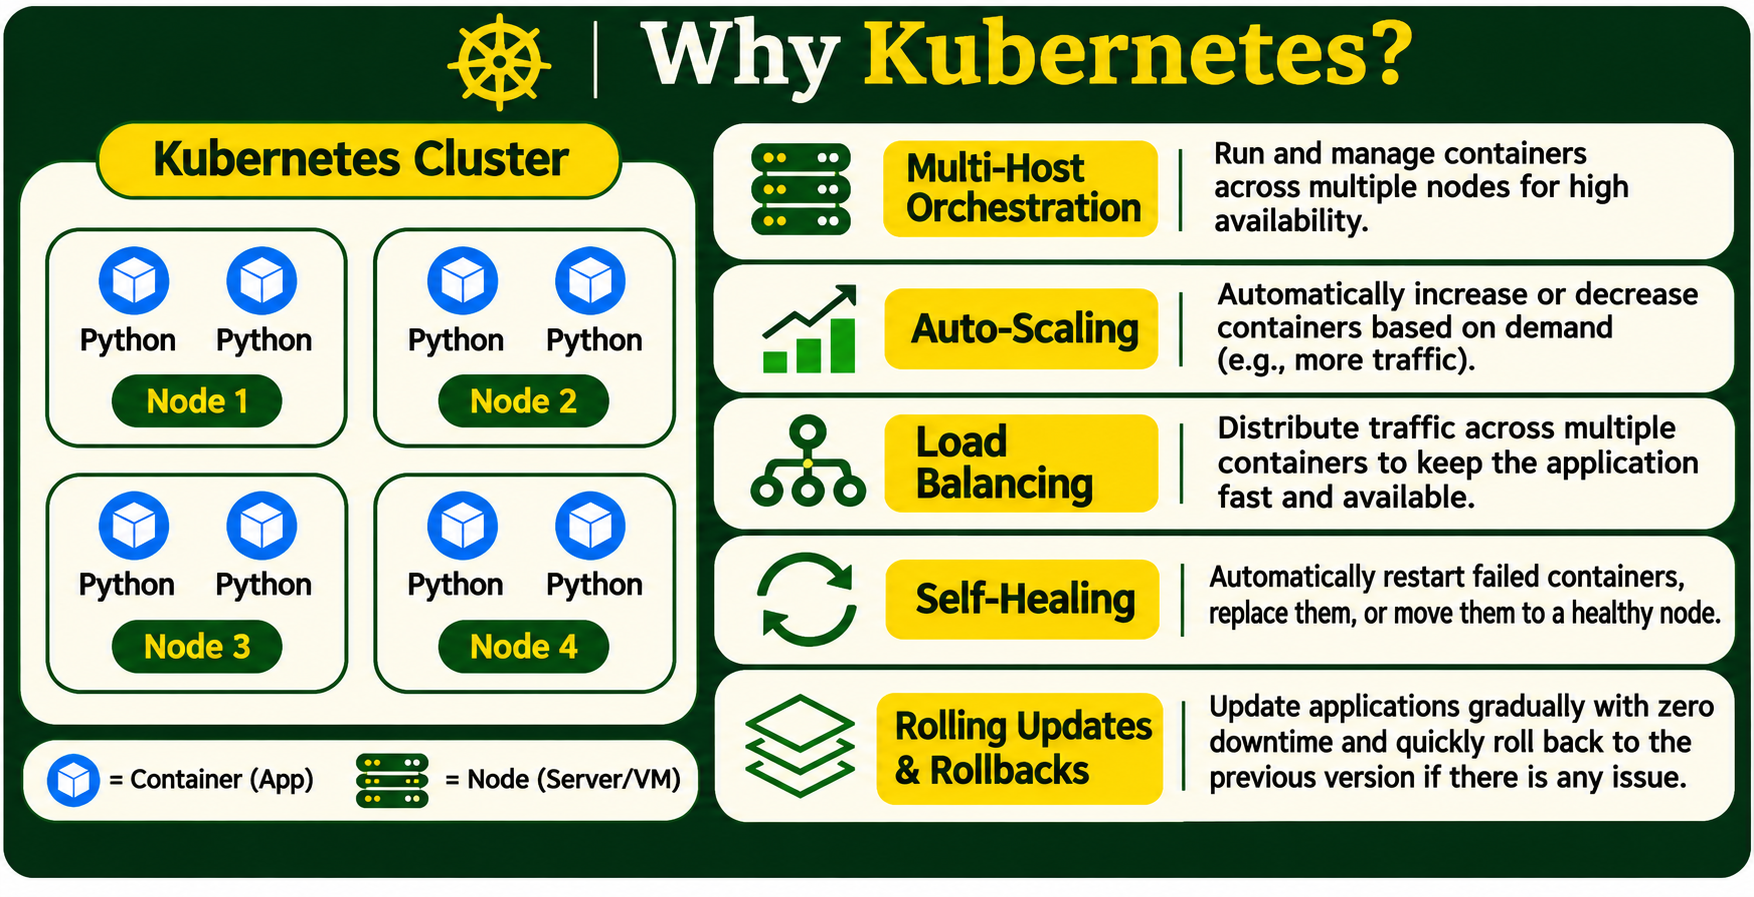 Why Kubernetes?
Kubernetes Cluster
Python Python
Node 1
Python Python
Node 2
Python Python
Node 3
Python Python
Node 4
= Container (App)
= Node (Server/VM)
Multi-Host
Orchestration
Run and manage containers
across multiple nodes for high
availability.
Auto-Scaling
Automatically increase or decrease
containers based on demand
(e.g., more traffic).
Load
Balancing
Distribute traffic across multiple
containers to keep the application
fast and available.
Self-Healing
Automatically restart failed containers,
replace them, or move them to a healthy node.
Rolling Updates
& Rollbacks
Update applications gradually with zero
downtime and quickly roll back to the
previous version if there is any issue.